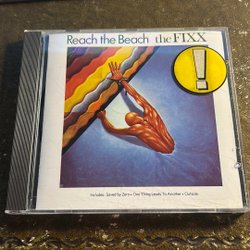 Reach the Beach the FIXX
!
Includes: Saved by Zero • One Thing Leads To Another • Outside